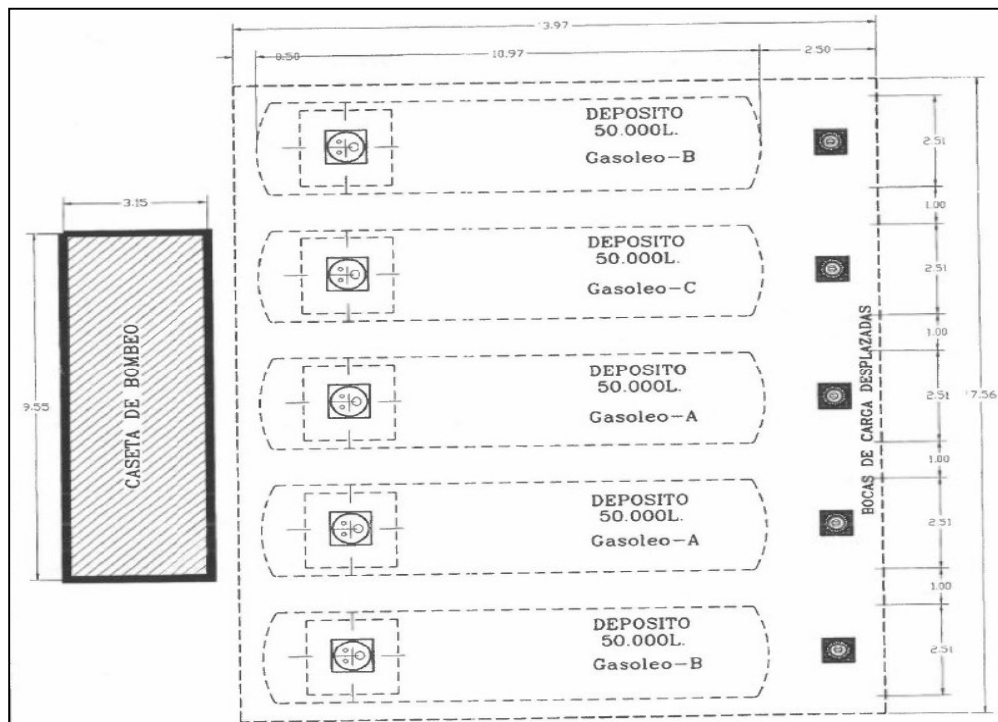 13.97
0.50
10.97
2.50
DEPOSITO
50.000L.
Gasoleo-B
2.51
1.00
3.15
DEPOSITO
50.000L.
Gasoleo-C
2.51
1.00
DEPOSITO
50.000L.
Gasoleo-A
2.51
17.56
9.55
CASETA DE BOMBEO
BOCAS DE CARGA DESPLAZADAS
1.00
DEPOSITO
50.000L.
Gasoleo-A
2.51
1.00
DEPOSITO
50.000L.
Gasoleo-B
2.51